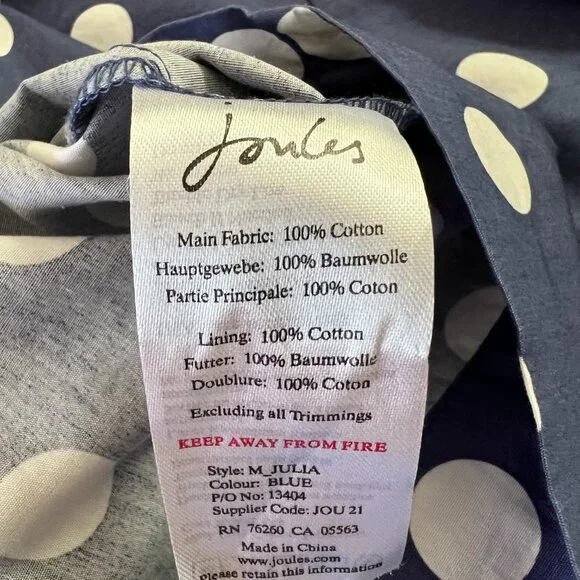 Joules
Main Fabric: 100% Cotton
Hauptgewebe: 100% Baumwolle
Partie Principale: 100% Coton
Lining: 100% Cotton
Furter: 100% Baumwolle
Doublure: 100% Coton
Excluding all Trimmings
KEEP AWAY FROM FIRE
Style: M_JULIA
Colour: BLUE
P/O No: 13404
Supplier Code: JOU 21
RN 76260 CA 05563
Made in China
www.joules.com
please retain this information